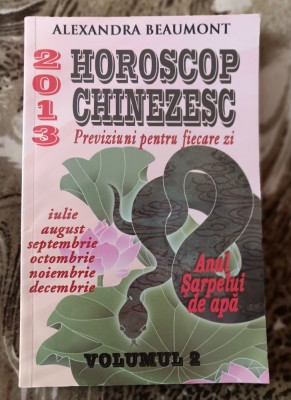 ALEXANDRA BEAUMONT
2013
HOROSCOP
CHINEZESC
Previziuni pentru fiecare zi
iulie
august
septembrie
octombrie
noiembrie
decembrie
Anul
Şarpelui
de apă
VOLUMUL 2